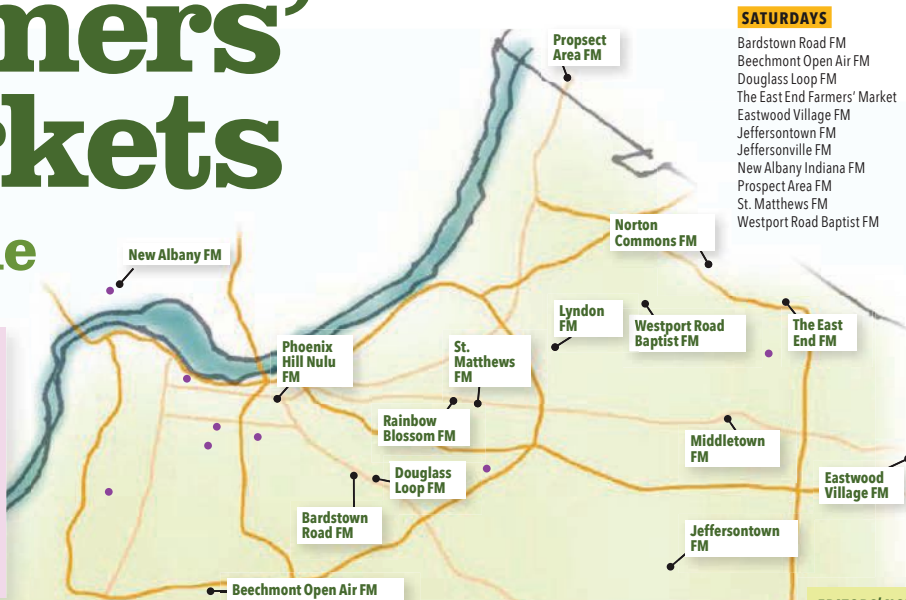 mers'
rkets
SATURDAYS
Bardstown Road FM
Beechmont Open Air FM
Douglass Loop FM
The East End Farmers' Market
Eastwood Village FM
Jeffersontown FM
Jeffersonville FM
New Albany Indiana FM
Prospect Area FM
St. Matthews FM
Westport Road Baptist FM
Propsect
Area FM
Norton
Commons FM
New Albany FM
Lyndon
FM
Westport Road
Baptist FM
The East
End FM
Phoenix
Hill Nulu
FM
St.
Matthews
FM
Rainbow
Blossom FM
Middletown
FM
Douglass
Loop FM
Eastwood
Village FM
Bardstown
Road FM
Jeffersontown
FM
Beechmont Open Air FM